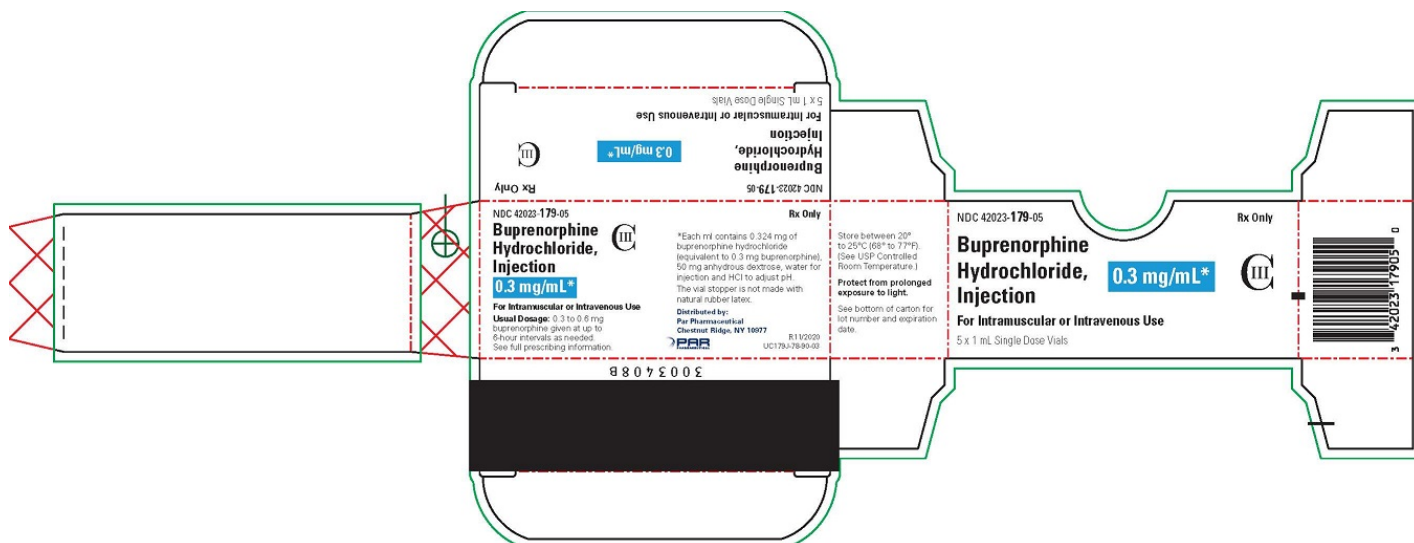 5 x 1 mL Single Dose Vials
For Intramuscular or Intravenous Use
Buprenorphine
Hydrochloride,
Injection
0.3 mg/mL*
CIII
NDC 42023-179-05
Rx Only
NDC 42023-179-05
Rx Only
Buprenorphine
Hydrochloride,
Injection
CIII
0.3 mg/mL*
For Intramuscular or Intravenous Use
Usual Dosage: 0.3 to 0.6 mg
buprenorphine given at up to
6-hour intervals as needed.
See full prescribing information.
*Each ml contains 0.324 mg of
buprenorphine hydrochloride
(equivalent to 0.3 mg buprenorphine),
50 mg anhydrous dextrose, water for
injection and HCl to adjust pH.
The vial stopper is not made with
natural rubber latex.
Distributed by:
Par Pharmaceutical
Chestnut Ridge, NY 10977
PAR
R11/2020
UC179J-78-90-03
3003408B
Store between 20°
to 25°C (68° to 77°F).
(See USP Controlled
Room Temperature.)
Protect from prolonged
exposure to light.
See bottom of carton for
lot number and expiration
date.
NDC 42023-179-05
Rx Only
Buprenorphine
Hydrochloride,
Injection
0.3 mg/mL*
CIII
For Intramuscular or Intravenous Use
5 x 1 mL Single Dose Vials
3 42023 17905 0